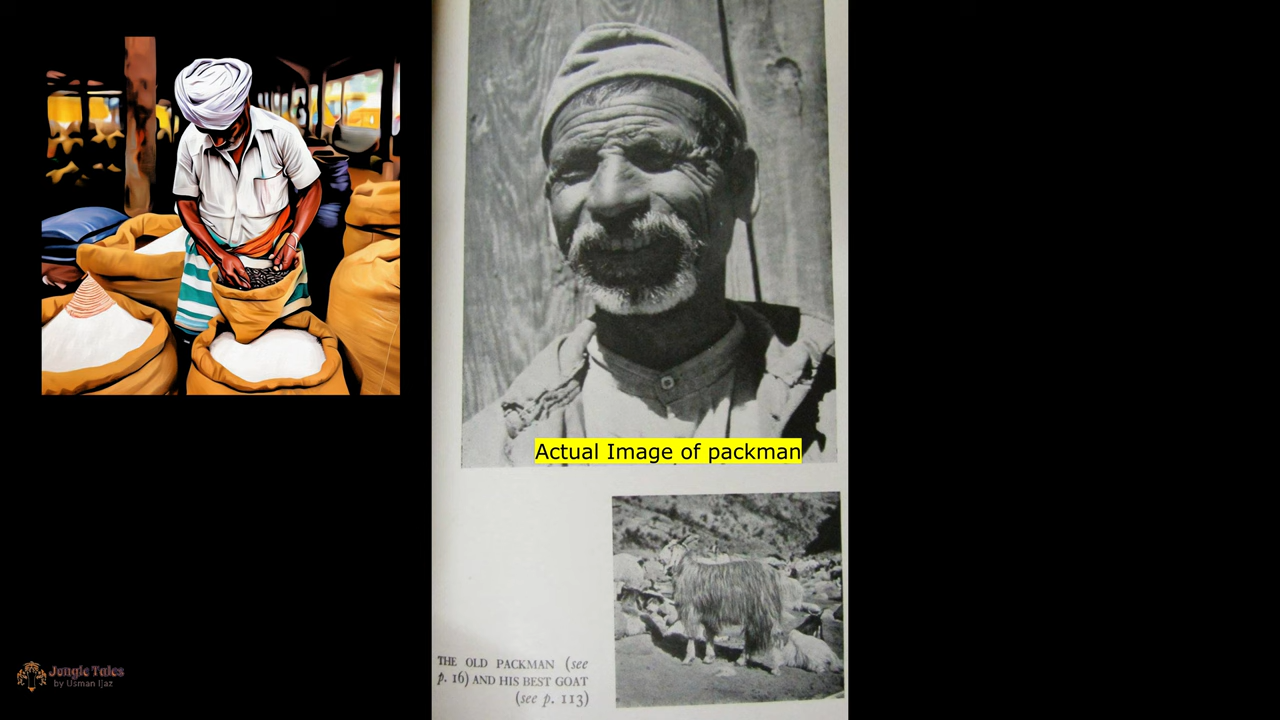 Actual Image of packman
THE OLD PACKMAN (see
p. 16) AND HIS BEST GOAT
(see p. 113)
Jungle Tales
by Usman Ijaz